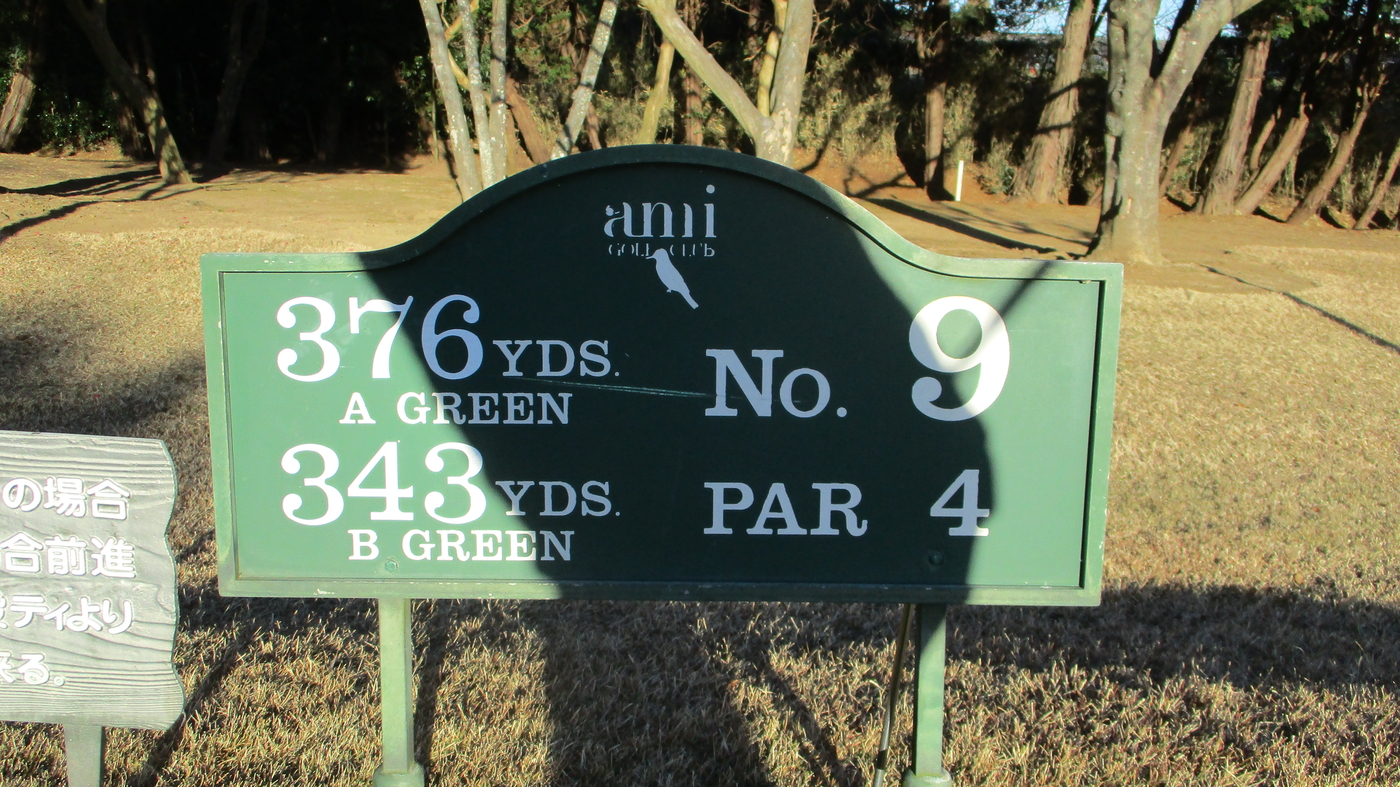 ami
GOLF CLUB
376 YDS.
A GREEN
343 YDS.
B GREEN
No. 9
PAR 4
の場合
合前進
ティより
来る。